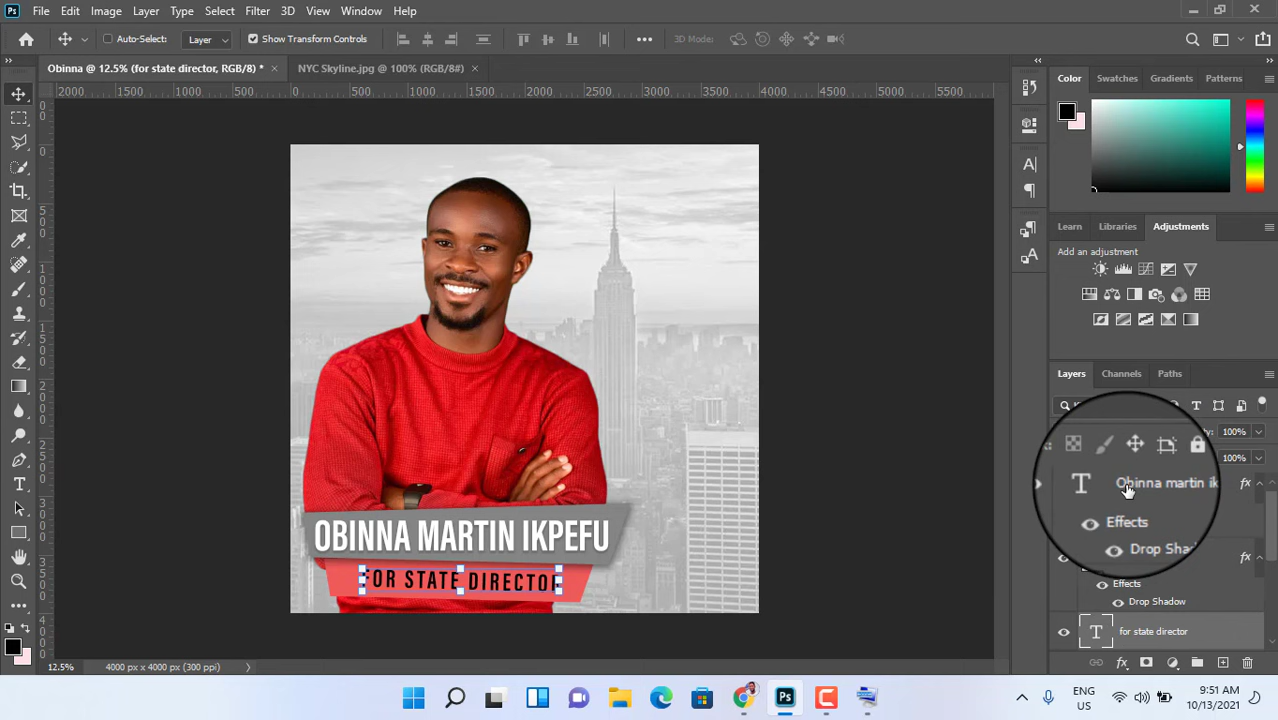 Ps File Edit Image Layer Type Select Filter 3D View Window Help
Auto-Select: Layer Show Transform Controls 3D Mode:
Obinna @ 12.5% (for state director, RGB/8) * × NYC Skyline.jpg @ 100% (RGB/8#) ×
2000 1500 1000 500 0 500 1000 1500 2000 2500 3000 3500 4000 4500 5000 5500
Color Swatches Gradients Patterns
Learn Libraries Adjustments
Add an adjustment
Layers Channels Paths
100%
100%
Obinna martin ik fx
Effects
Drop Shad
fx
Effects
Drop Shadow
for state director
fx
OBINNA MARTIN IKPEFU
FOR STATE DIRECTOR
12.5% 4000 px x 4000 px (300 ppi)
Ps
ENG
US
9:51 AM
10/13/2021